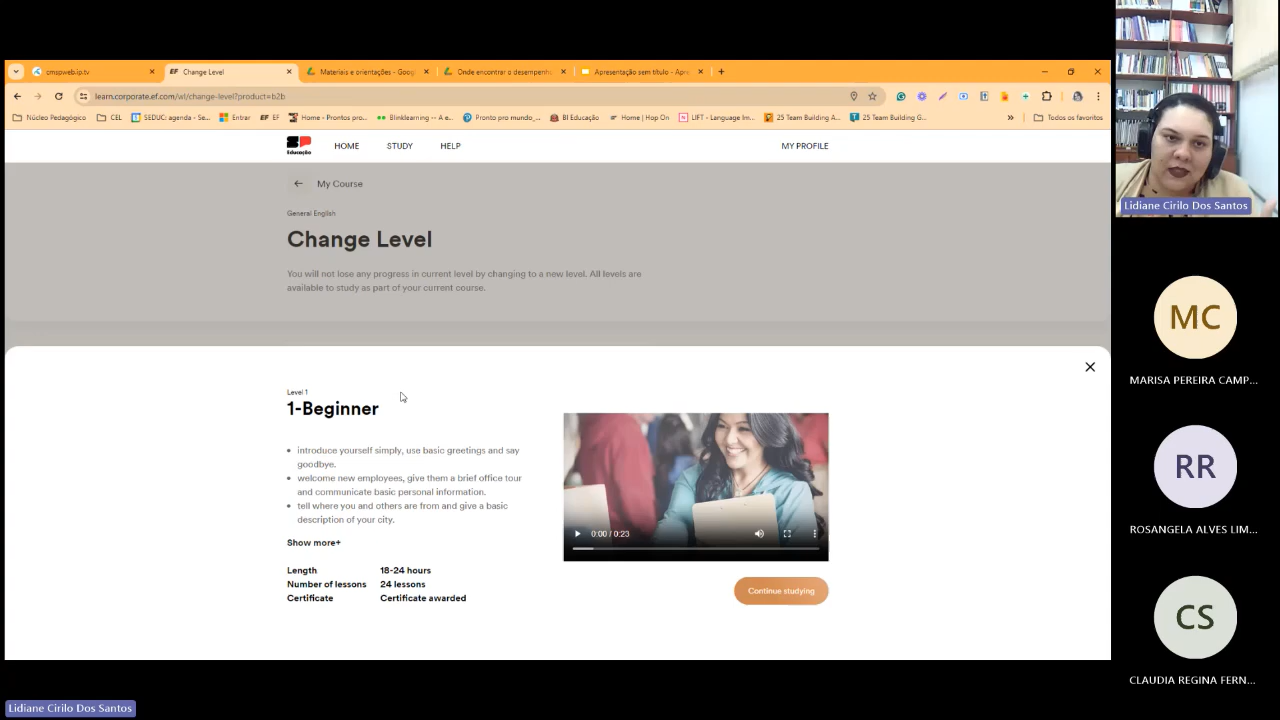 cmspweb.ip.tv
EF Change Level
Materiais e orientações - Goog
Onde encontrar o desempenho
Apresentação sem título - Apre
learn.corporate.ef.com/wl/change-level?product=b2b
Núcleo Pedagógico
CEL
SEDUC: agenda - Se...
Entrar
EF EF
Home - Prontos pro...
Blinklearning — A e...
Pronto pro mundo_...
BI Educação
Home | Hop On
LIFT - Language Im...
25 Team Building A...
25 Team Building G...
Todos os favoritos
SP
Educação
HOME
STUDY
HELP
MY PROFILE
My Course
General English
Change Level
You will not lose any progress in current level by changing to a new level. All levels are
available to study as part of your current course.
Level 1
1-Beginner
introduce yourself simply, use basic greetings and say
goodbye.
welcome new employees, give them a brief office tour
and communicate basic personal information.
tell where you and others are from and give a basic
description of your city.
Show more+
Length 18-24 hours
Number of lessons 24 lessons
Certificate Certificate awarded
0:00 / 0:23
Continue studying
Lidiane Cirilo Dos Santos
MC
MARISA PEREIRA CAMP...
RR
ROSANGELA ALVES LIM...
CS
CLAUDIA REGINA FERN...
Lidiane Cirilo Dos Santos